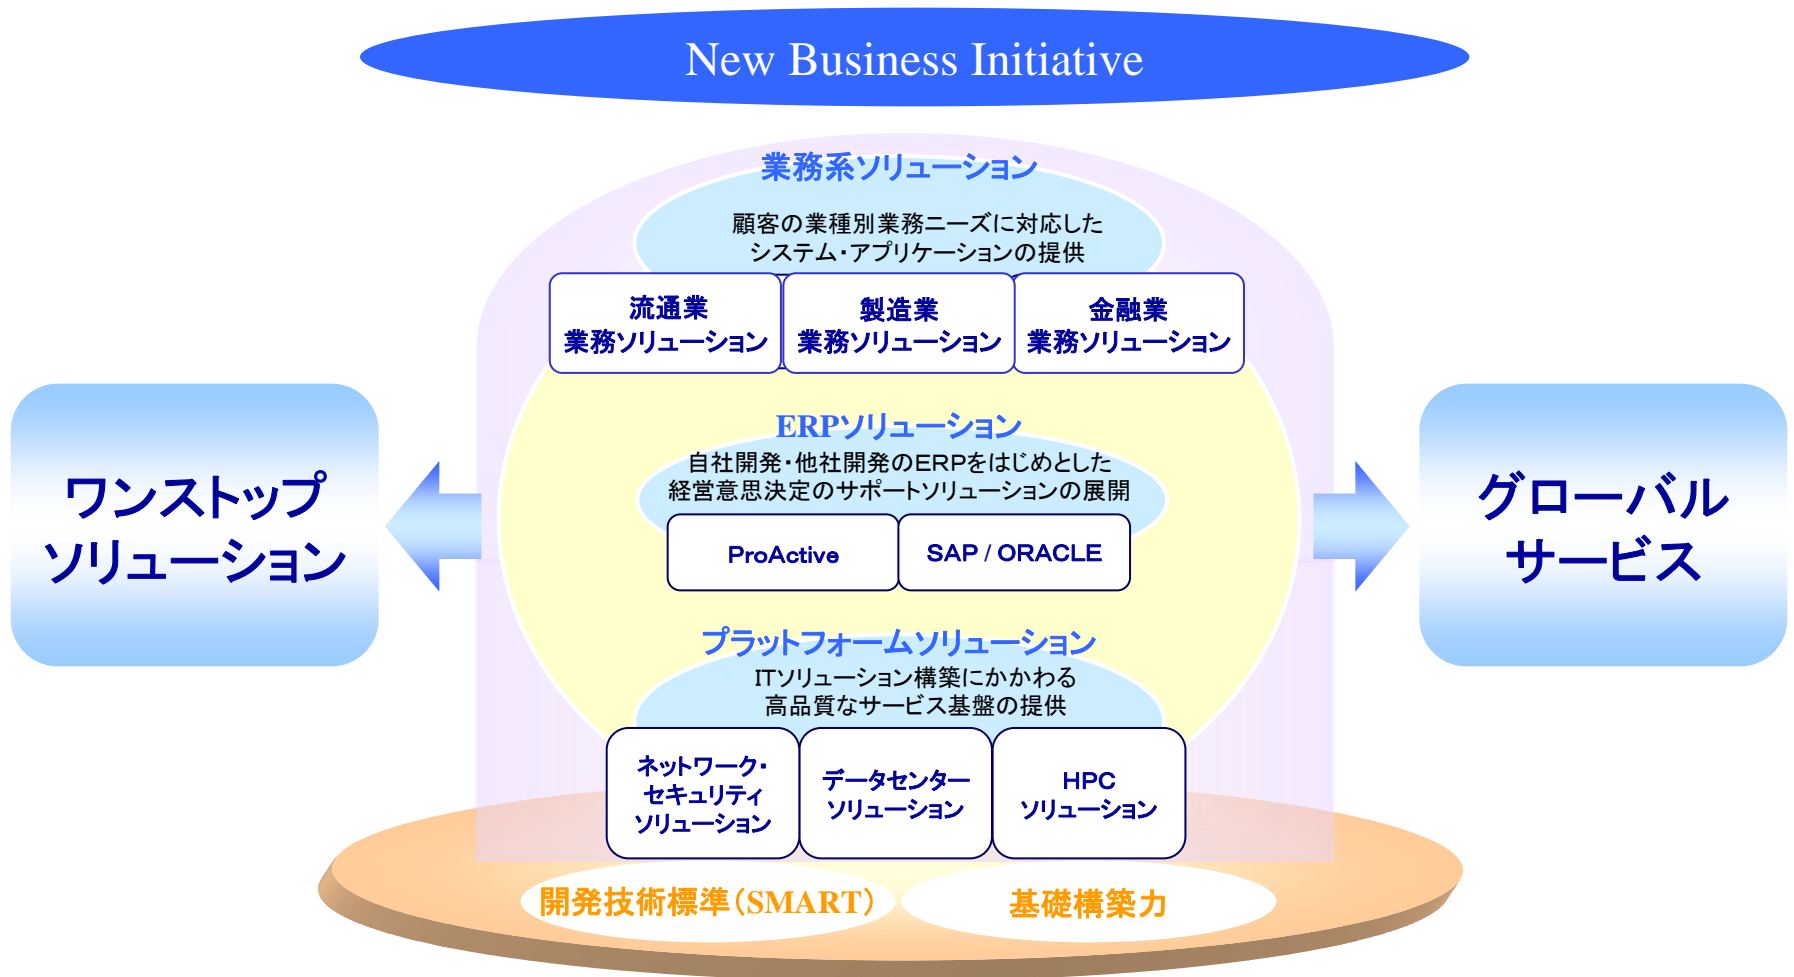 New Business Initiative
業務系ソリューション
顧客の業種別業務ニーズに対応した
システム・アプリケーションの提供
流通業
業務ソリューション
製造業
業務ソリューション
金融業
業務ソリューション
ERPソリューション
自社開発・他社開発のERPをはじめとした
経営意思決定のサポートソリューションの展開
ProActive
SAP / ORACLE
ワンストップ
ソリューション
グローバル
サービス
プラットフォームソリューション
ITソリューション構築にかかわる
高品質なサービス基盤の提供
ネットワーク・
セキュリティ
ソリューション
データセンター
ソリューション
HPC
ソリューション
開発技術標準（SMART）
基礎構築力